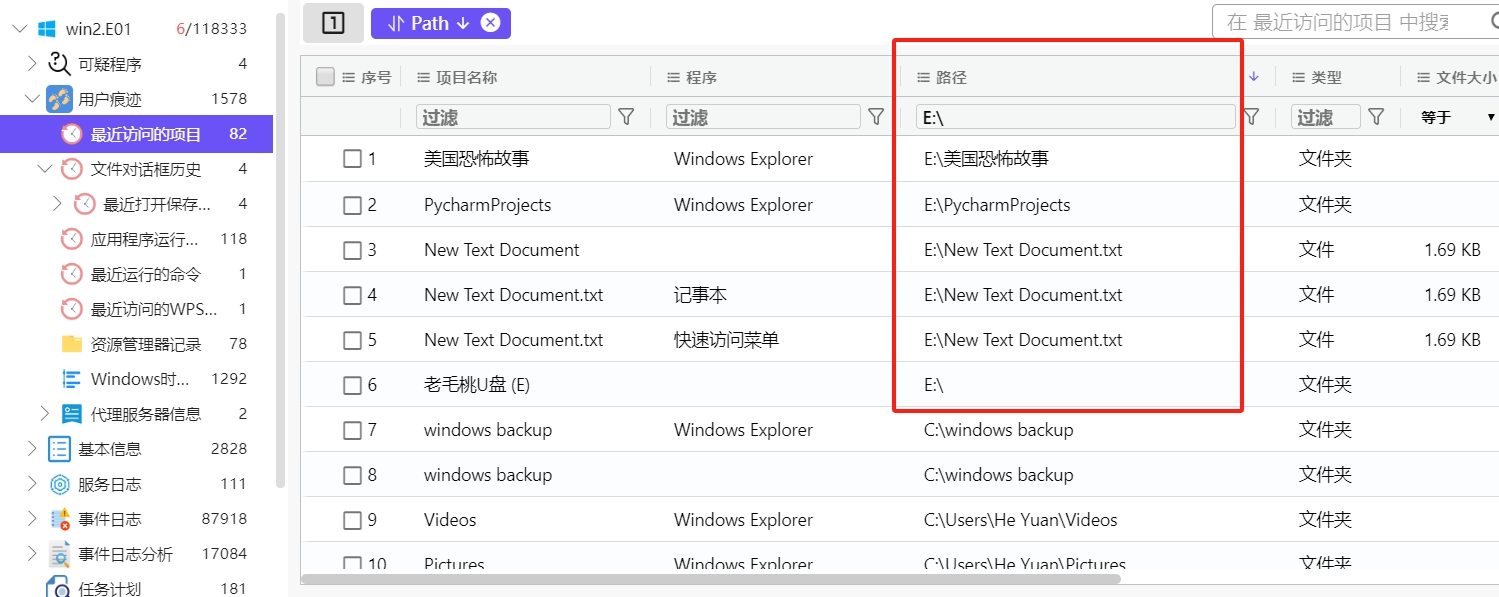 win2.E01 6/118333
可疑程序 4
用户痕迹 1578
最近访问的项目 82
文件对话框历史 4
最近打开保存... 4
应用程序运行... 118
最近运行的命令 1
最近访问的WPS... 1
资源管理器记录 78
Windows时... 1292
代理服务器信息 2
基本信息 2828
服务日志 111
事件日志 87918
事件日志分析 17084
任务计划 181
1 Path
在 最近访问的项目 中搜索
序号 项目名称 程序 路径 类型 文件大小
过滤 过滤 E:\ 过滤 等于
1 美国恐怖故事 Windows Explorer E:\美国恐怖故事 文件夹
2 PycharmProjects Windows Explorer E:\PycharmProjects 文件夹
3 New Text Document E:\New Text Document.txt 文件 1.69 KB
4 New Text Document.txt 记事本 E:\New Text Document.txt 文件 1.69 KB
5 New Text Document.txt 快速访问菜单 E:\New Text Document.txt 文件 1.69 KB
6 老毛桃U盘 (E) E:\ 文件夹
7 windows backup Windows Explorer C:\windows backup 文件夹
8 windows backup C:\windows backup 文件夹
9 Videos Windows Explorer C:\Users\He Yuan\Videos 文件夹
10 Pictures Windows Explorer C:\Users\He Yuan\Pictures 文件夹